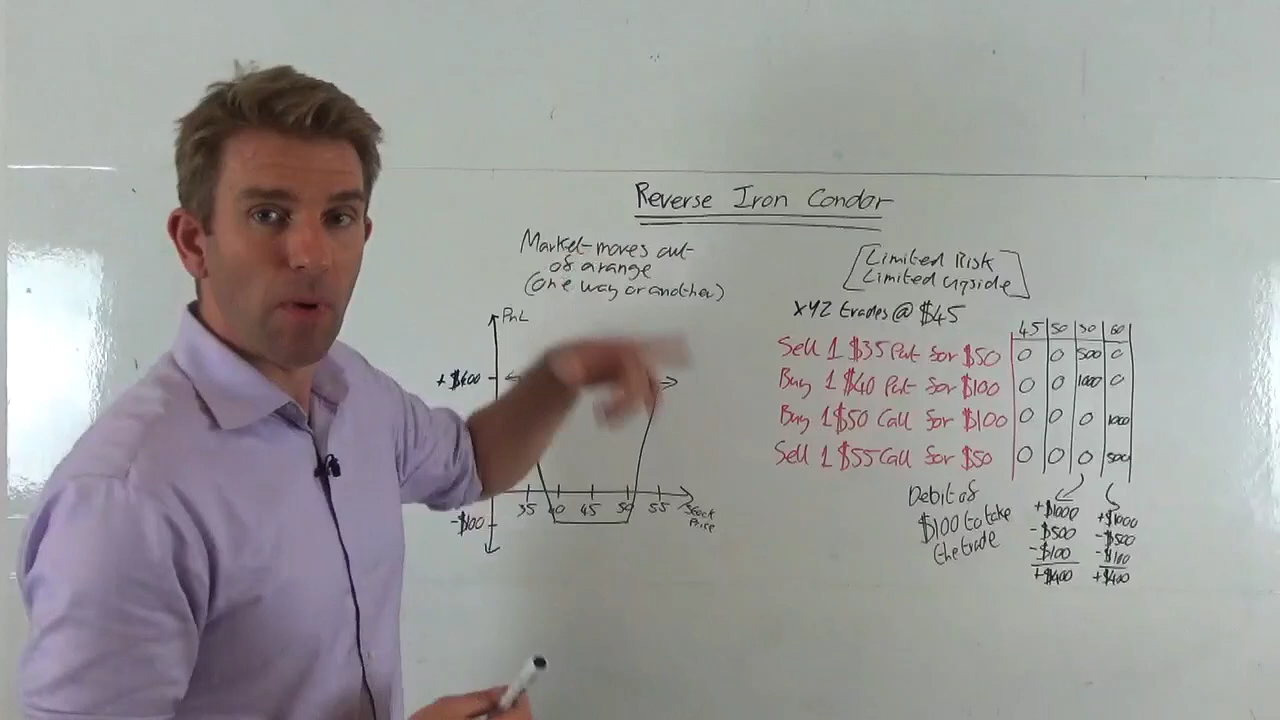 Reverse Iron Condor
Market moves out
of a range
(one way or another)
[Limited Risk
Limited Upside]
XYZ trades @ $45
PnL
+ $400
- $100
35 40 45 50 55 Stock
Price
45 50 30 60
Sell 1 $35 Put for $50 0 0 500 0
Buy 1 $40 Put for $100 0 0 1000 0
Buy 1 $50 Call for $100 0 0 0 1000
Sell 1 $55 Call for $50 0 0 0 500
Debit of
$100 to take
the trade
+$1000
-$500
-$100
+$400
+$1000
-$500
-$100
+$400